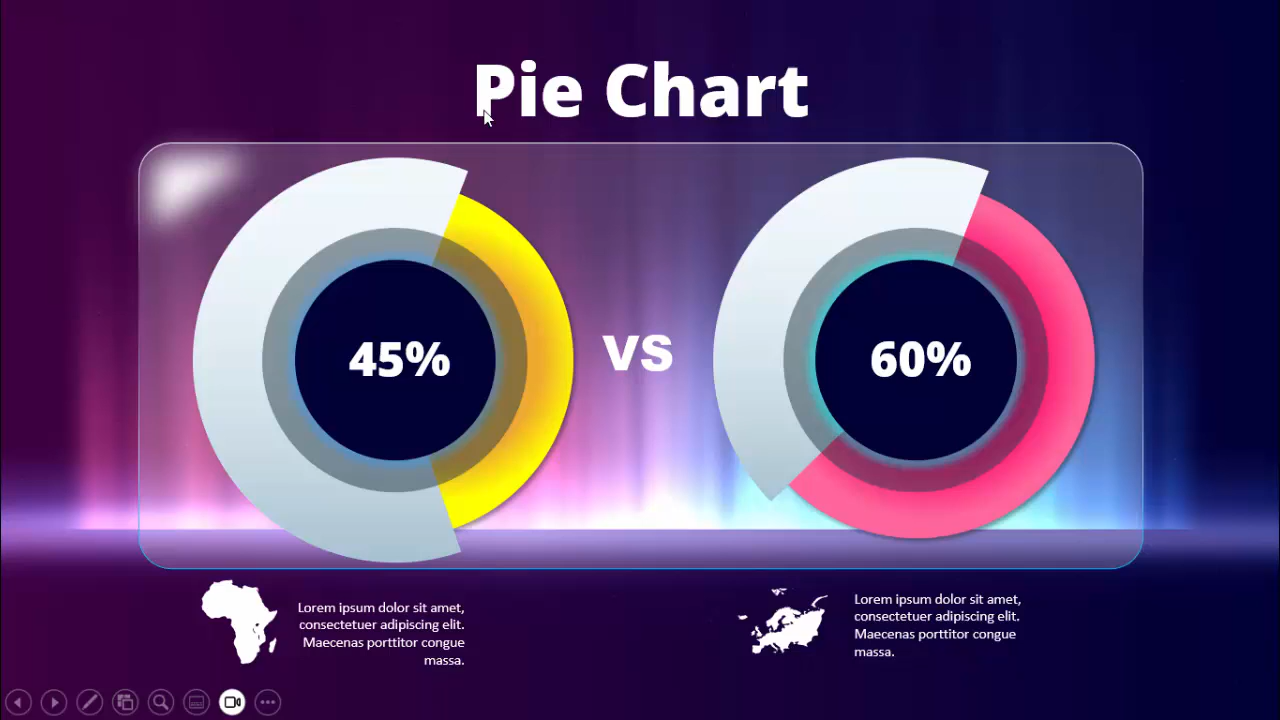 Pie Chart
45%
VS
60%
Lorem ipsum dolor sit amet,
consectetuer adipiscing elit.
Maecenas porttitor congue
massa.
Lorem ipsum dolor sit amet,
consectetuer adipiscing elit.
Maecenas porttitor congue
massa.